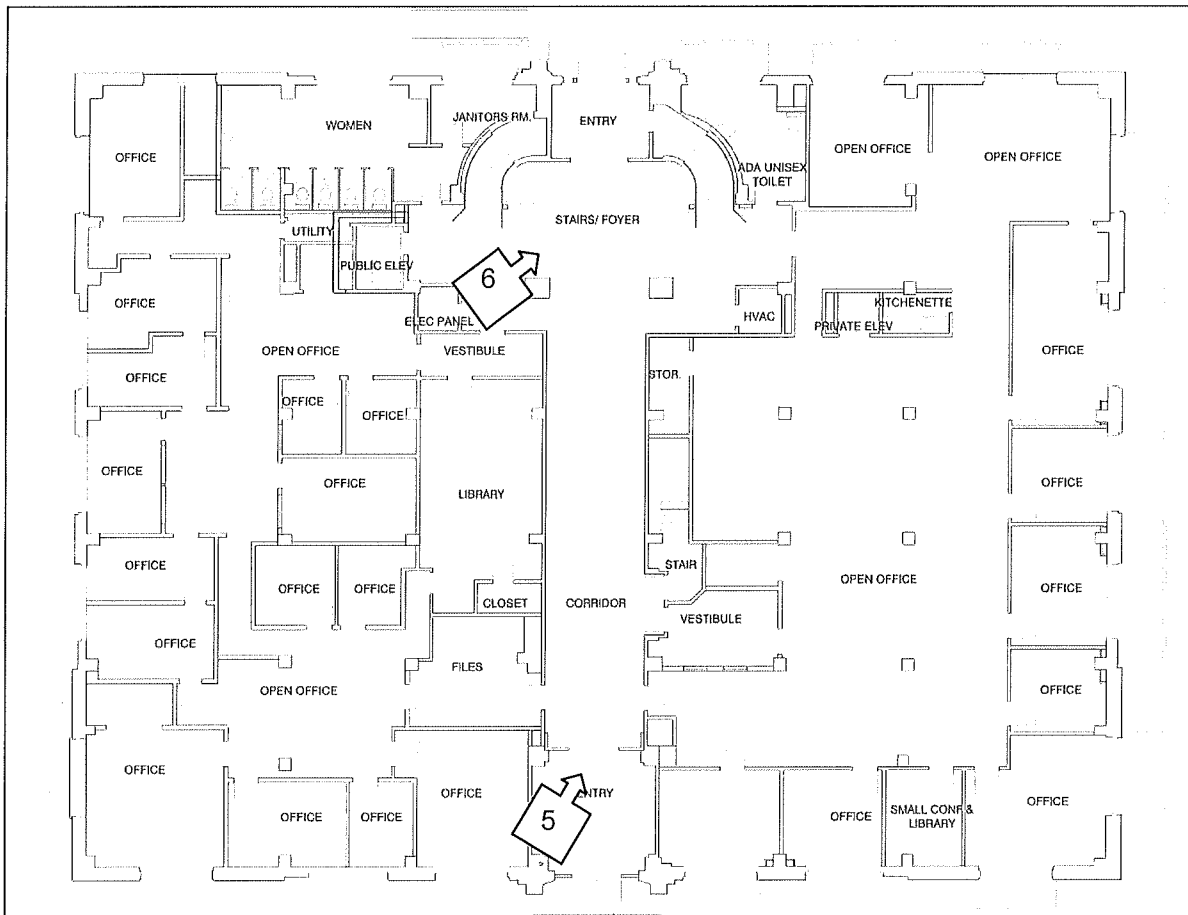 WOMEN
JANITORS RM.
ENTRY
OFFICE
OPEN OFFICE
OPEN OFFICE
ADA UNISEX
TOILET
STAIRS/ FOYER
UTILITY
PUBLIC ELEV
6
OFFICE
ELEC PANEL
HVAC
KITCHENETTE
PRIVATE ELEV
OPEN OFFICE
VESTIBULE
OFFICE
OFFICE
STOR.
OFFICE
OFFICE
OFFICE
OFFICE
OFFICE
LIBRARY
OFFICE
OFFICE
STAIR
OPEN OFFICE
OFFICE
OFFICE
OFFICE
CLOSET
CORRIDOR
VESTIBULE
OFFICE
FILES
OPEN OFFICE
OFFICE
OFFICE
OFFICE
ENTRY
5
OFFICE
OFFICE
OFFICE
SMALL CONF &
LIBRARY
OFFICE